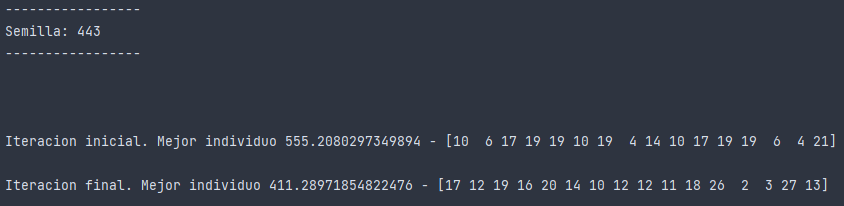 -----------------
Semilla: 443
-----------------
Iteracion inicial. Mejor individuo 555.2080297349894 - [10  6 17 19 19 10 19  4 14 10 17 19 19  6  4 21]
Iteracion final. Mejor individuo 411.28971854822476 - [17 12 19 16 20 14 10 12 12 11 18 26  2  3 27 13]